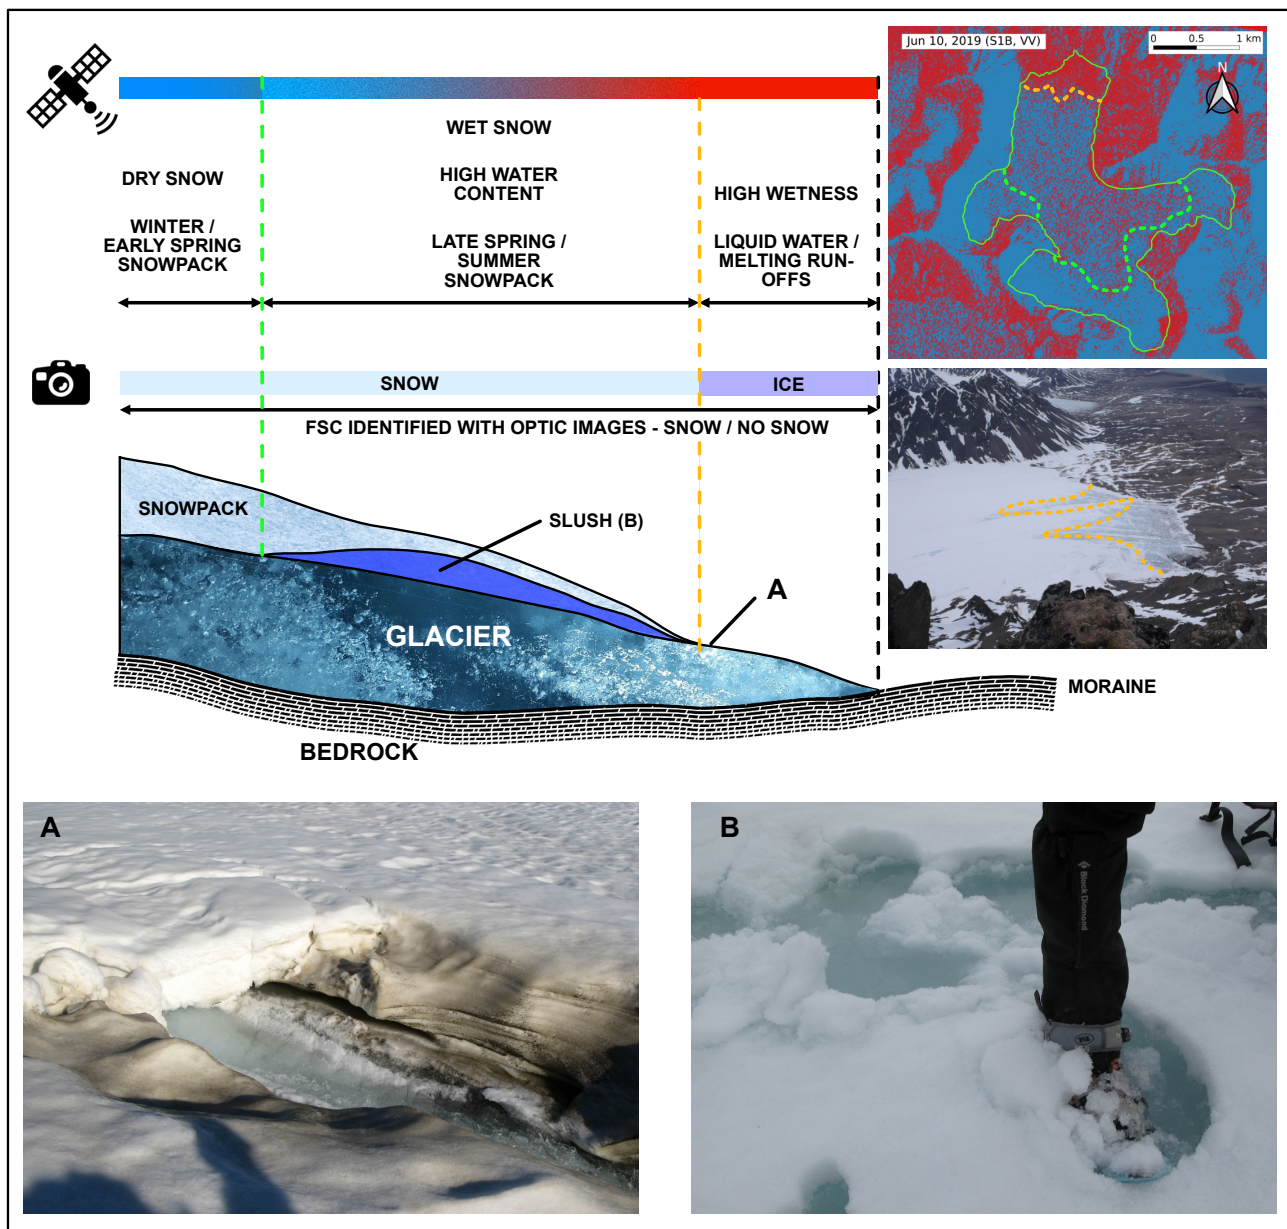 Jun 10, 2019 (S1B, VV)
0 0.5 1 km
N
WET SNOW
DRY SNOW
HIGH WATER
CONTENT
HIGH WETNESS
WINTER /
EARLY SPRING
SNOWPACK
LATE SPRING /
SUMMER
SNOWPACK
LIQUID WATER /
MELTING RUN-
OFFS
SNOW
ICE
FSC IDENTIFIED WITH OPTIC IMAGES - SNOW / NO SNOW
SNOWPACK
SLUSH (B)
A
GLACIER
MORAINE
BEDROCK
A
B
Black Diamond